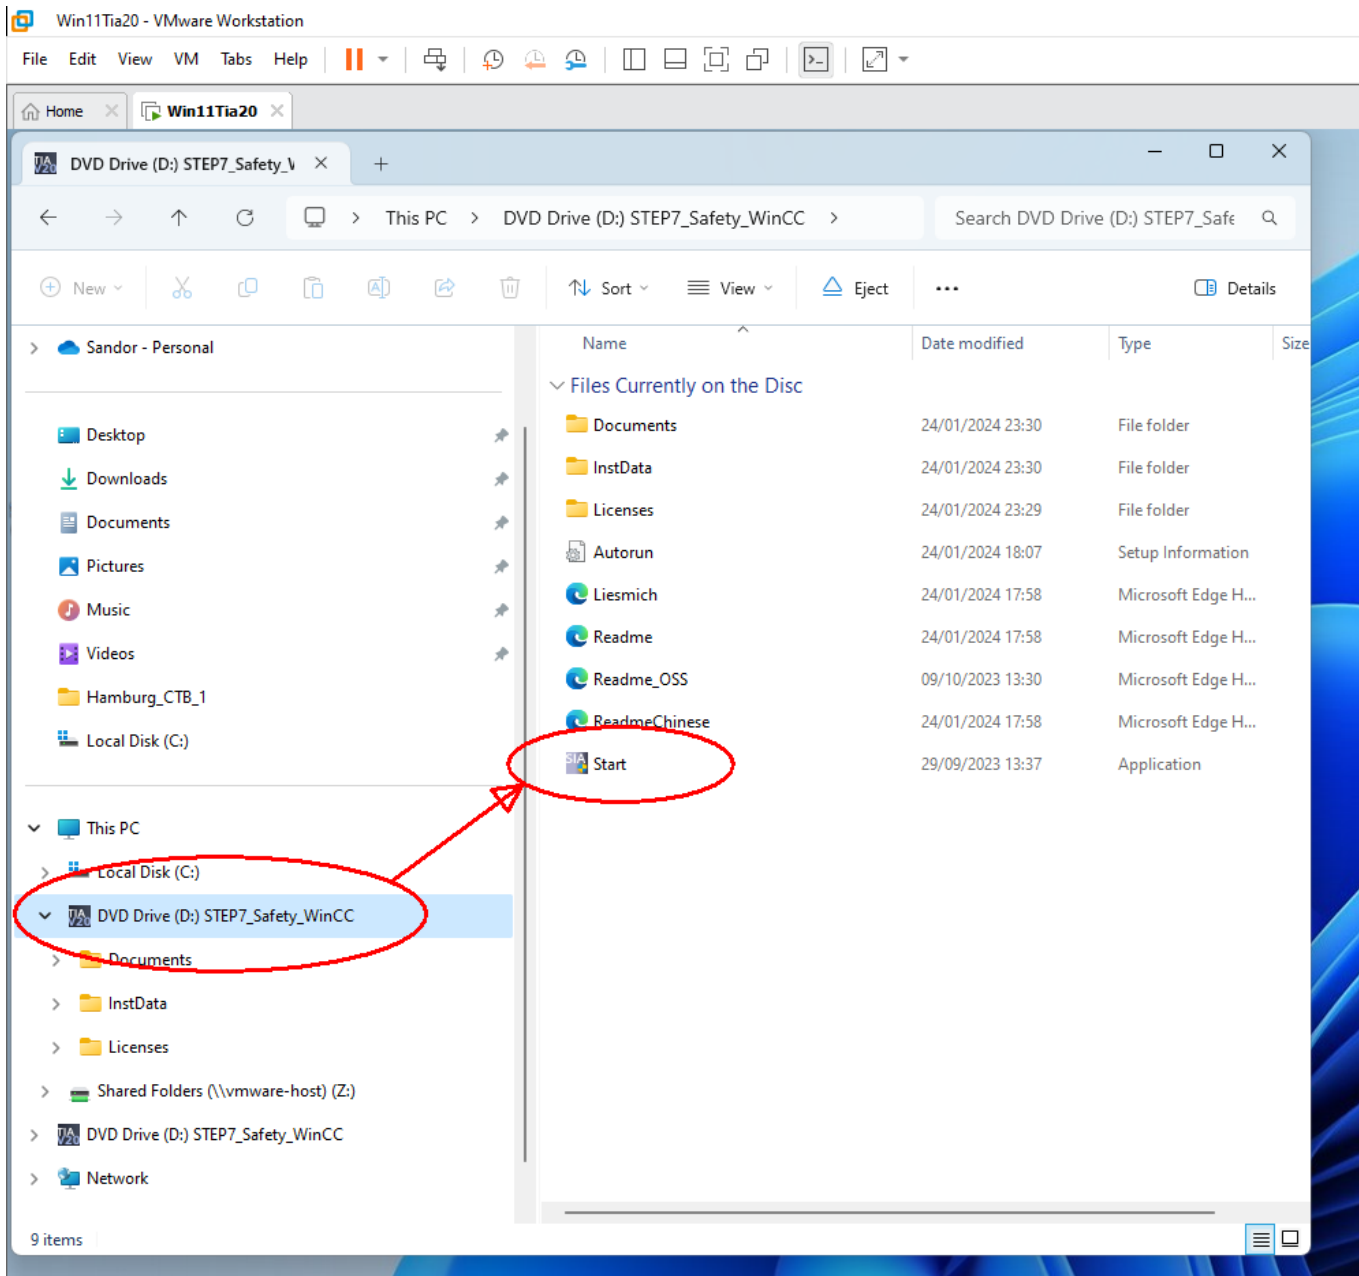 Win11Tia20 - VMware Workstation
File Edit View VM Tabs Help
Home Win11Tia20
TIA V20 DVD Drive (D:) STEP7_Safety_V
This PC DVD Drive (D:) STEP7_Safety_WinCC Search DVD Drive (D:) STEP7_Safe
New Sort View Eject ... Details
Sandor - Personal
Desktop
Downloads
Documents
Pictures
Music
Videos
Hamburg_CTB_1
Local Disk (C:)
This PC
Local Disk (C:)
TIA V20 DVD Drive (D:) STEP7_Safety_WinCC
Documents
InstData
Licenses
Shared Folders (\\vmware-host) (Z:)
TIA V20 DVD Drive (D:) STEP7_Safety_WinCC
Network
Name Date modified Type Size
Files Currently on the Disc
Documents 24/01/2024 23:30 File folder
InstData 24/01/2024 23:30 File folder
Licenses 24/01/2024 23:29 File folder
Autorun 24/01/2024 18:07 Setup Information
Liesmich 24/01/2024 17:58 Microsoft Edge H...
Readme 24/01/2024 17:58 Microsoft Edge H...
Readme_OSS 09/10/2023 13:30 Microsoft Edge H...
ReadmeChinese 24/01/2024 17:58 Microsoft Edge H...
SIA Start 29/09/2023 13:37 Application
9 items